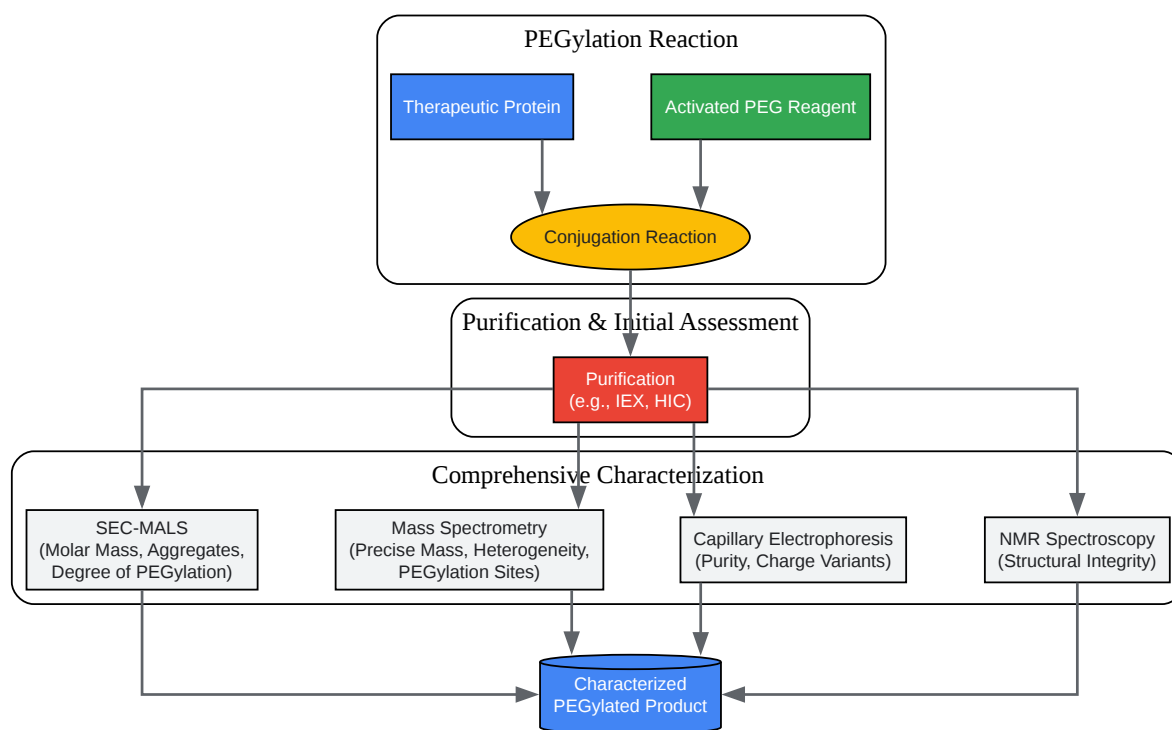 PEGylation Reaction
Therapeutic Protein
Activated PEG Reagent
Conjugation Reaction
Purification & Initial Assessment
Purification
(e.g., IEX, HIC)
Comprehensive Characterization
SEC-MALS
(Molar Mass, Aggregates,
Degree of PEGylation)
Mass Spectrometry
(Precise Mass, Heterogeneity,
PEGylation Sites)
Capillary Electrophoresis
(Purity, Charge Variants)
NMR Spectroscopy
(Structural Integrity)
Characterized
PEGylated Product